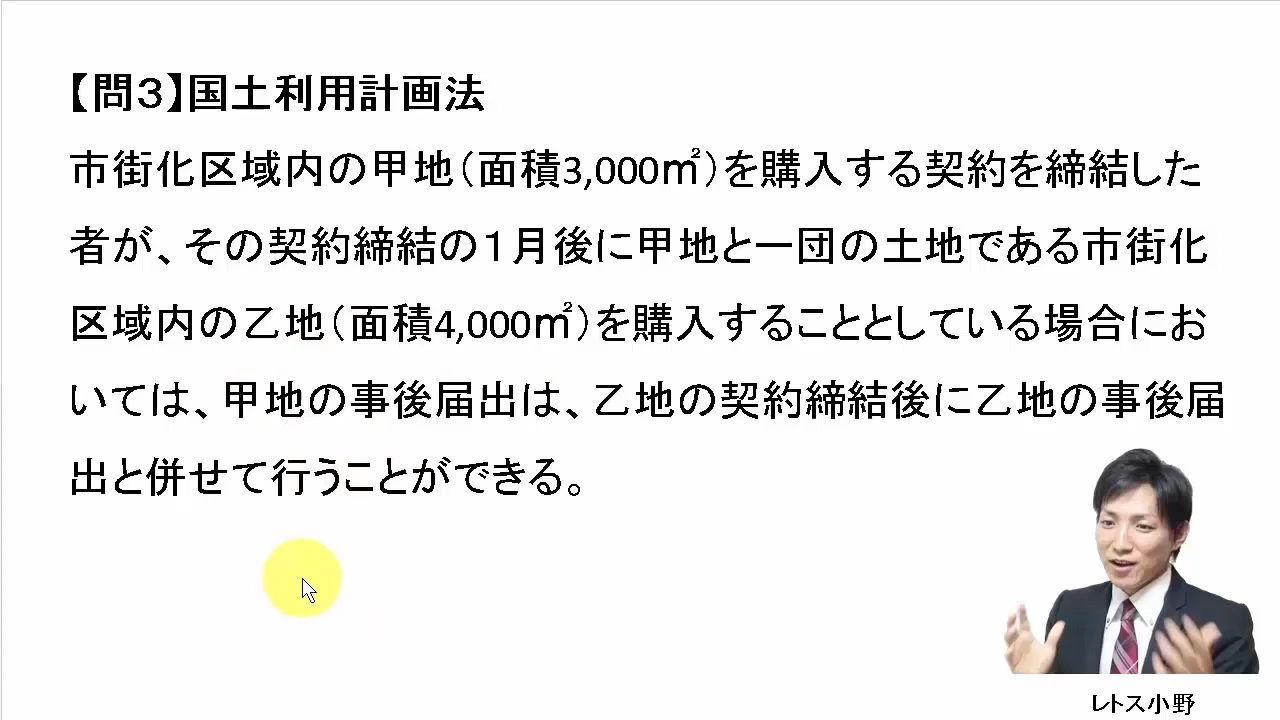 【問３】国土利用計画法
市街化区域内の甲地（面積3,000㎡）を購入する契約を締結した
者が、その契約締結の１月後に甲地と一団の土地である市街化
区域内の乙地（面積4,000㎡）を購入することとしている場合にお
いては、甲地の事後届出は、乙地の契約締結後に乙地の事後届
出と併せて行うことができる。
レトス小野